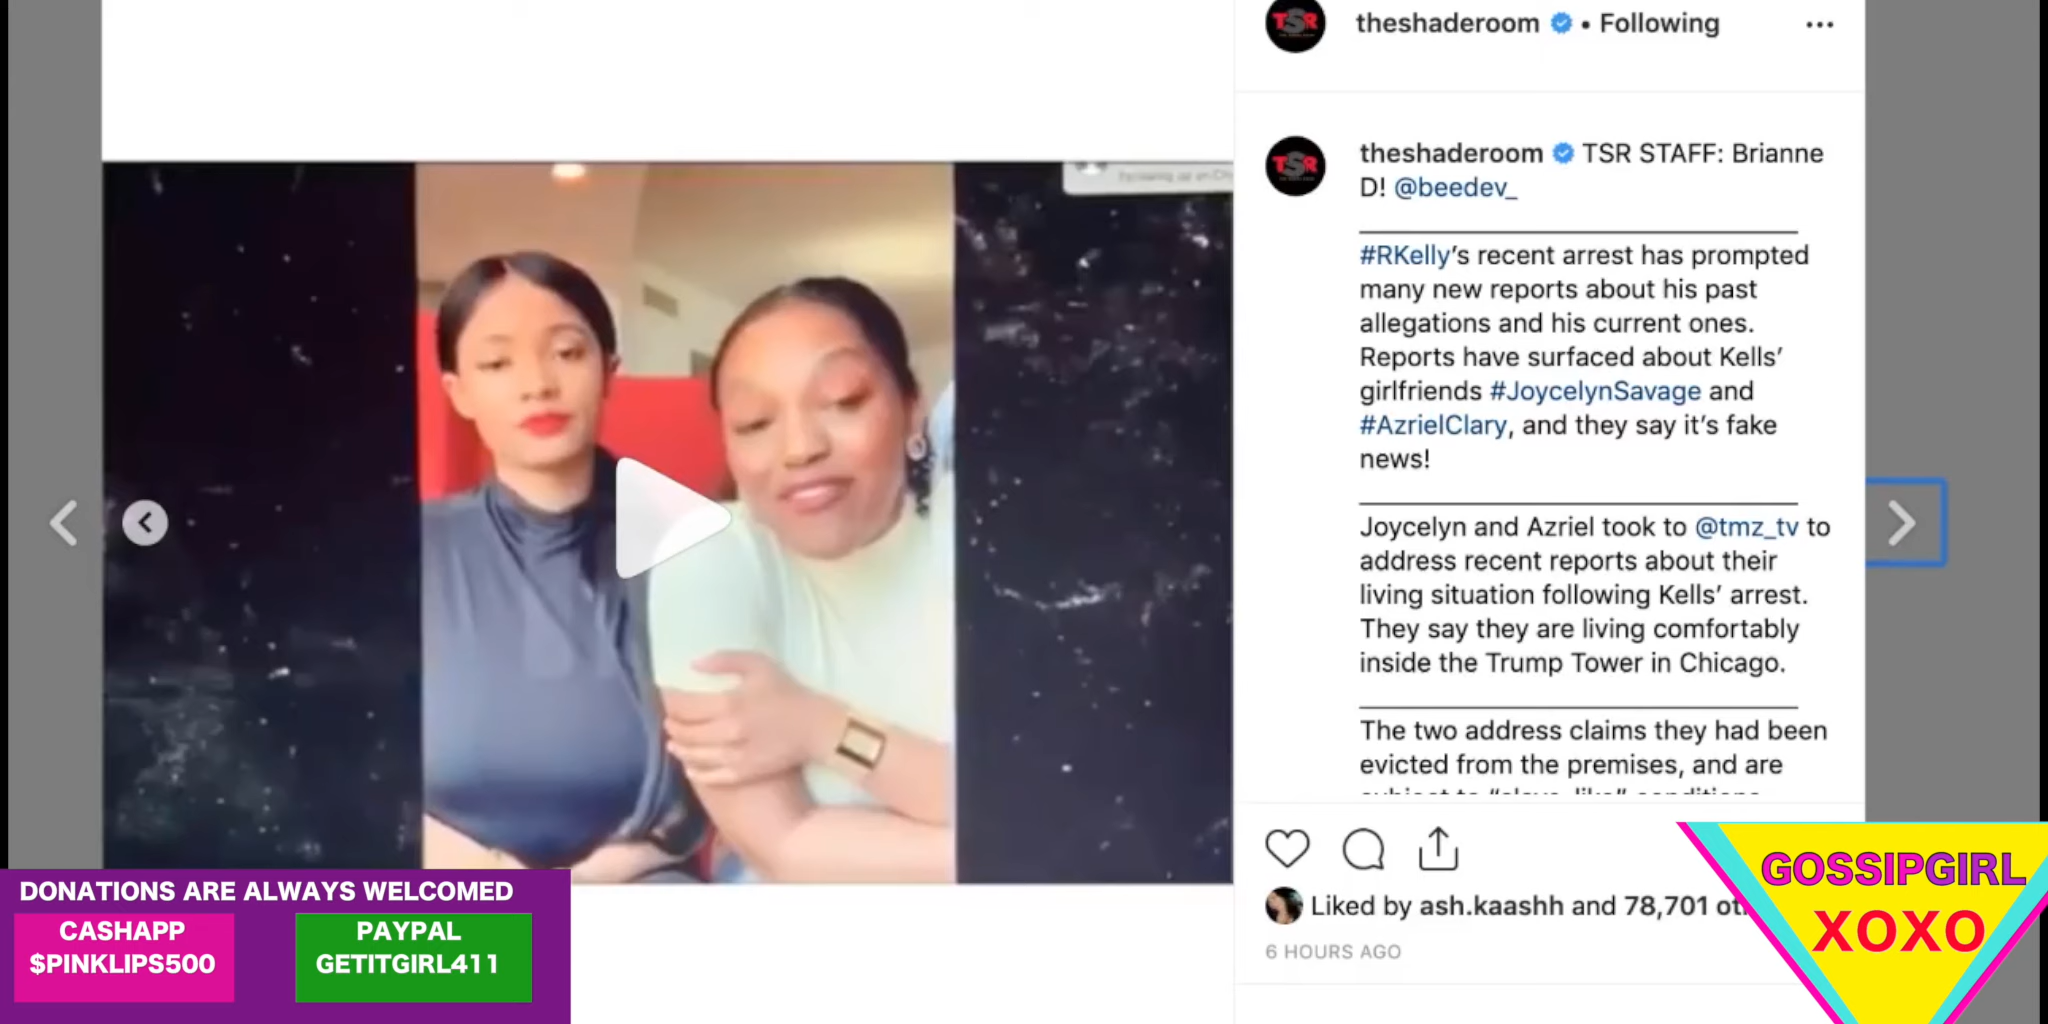 theshaderoom • Following
TSR
TSR
theshaderoom TSR STAFF: Brianne
D! @beedev_
#RKelly’s recent arrest has prompted
many new reports about his past
allegations and his current ones.
Reports have surfaced about Kells’
girlfriends #JoycelynSavage and
#AzrielClary, and they say it’s fake
news!
Joycelyn and Azriel took to @tmz_tv to
address recent reports about their
living situation following Kells’ arrest.
They say they are living comfortably
inside the Trump Tower in Chicago.
The two address claims they had been
evicted from the premises, and are
Liked by ash.kaashh and 78,701
6 HOURS AGO
DONATIONS ARE ALWAYS WELCOMED
CASHAPP
$PINKLIPS500
PAYPAL
GETITGIRL411
GOSSIPGIRL
XOXO